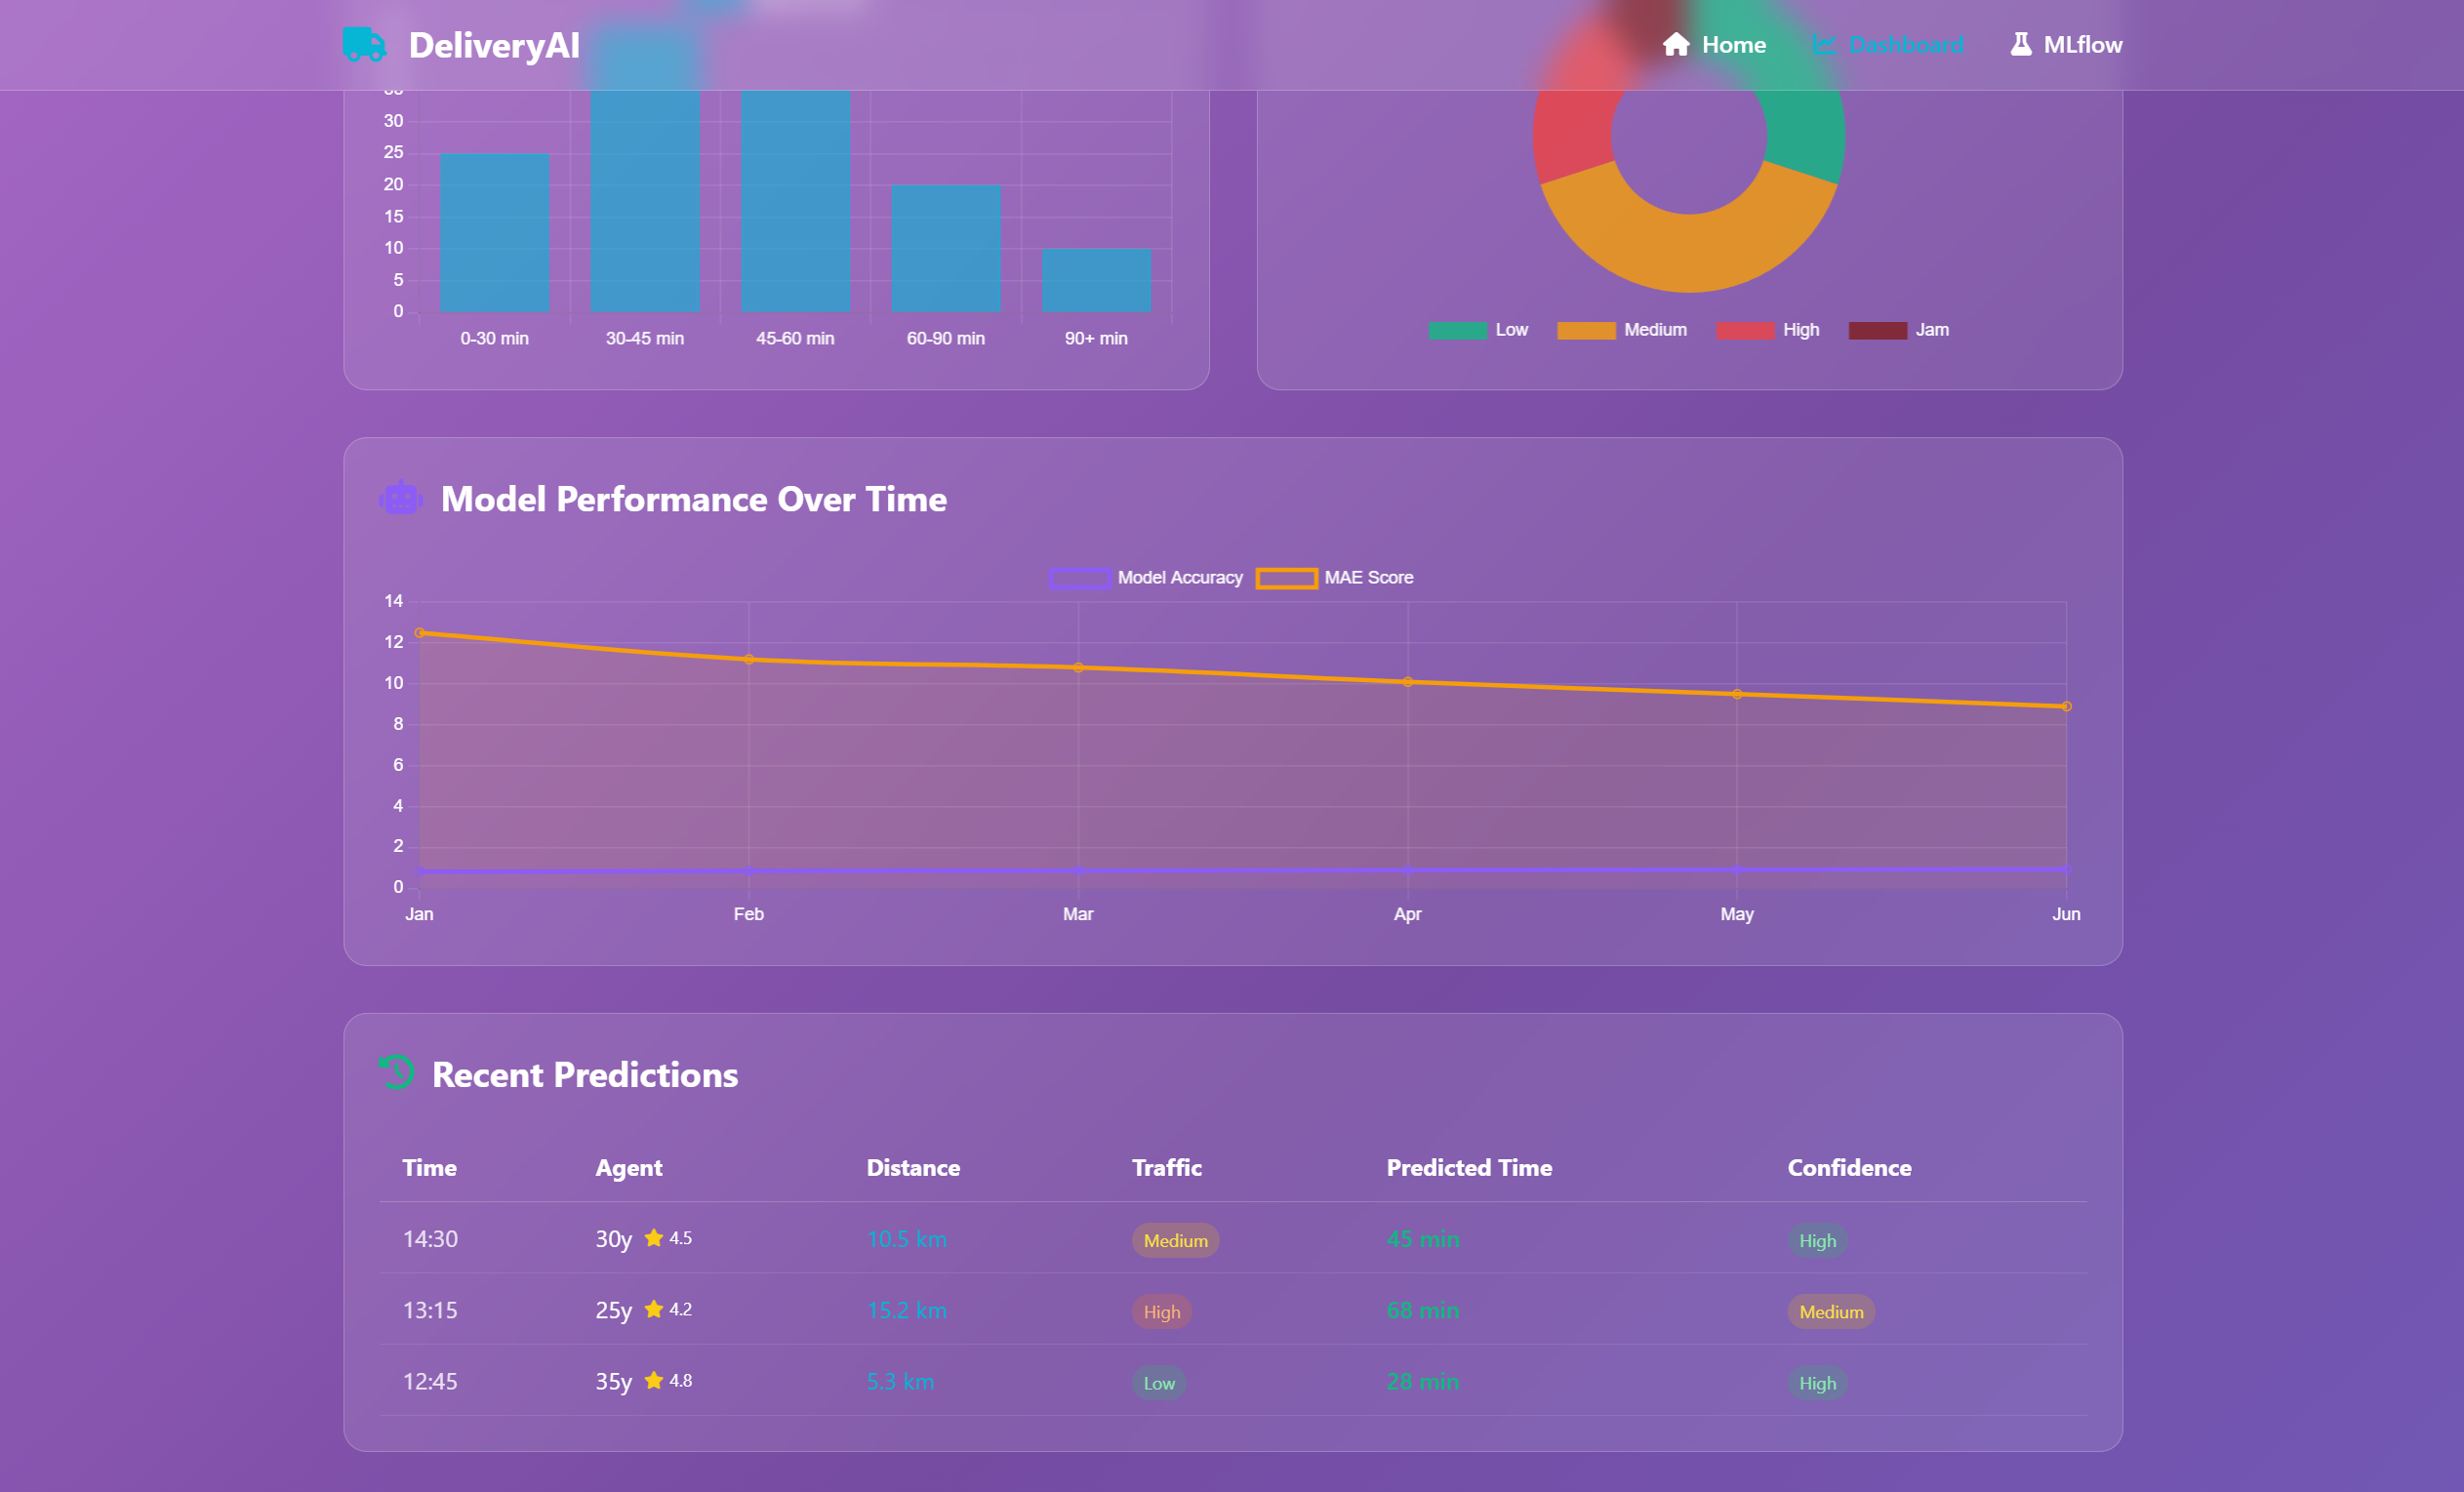 DeliveryAI
Home Dashboard MLflow
30
25
20
15
10
5
0
0-30 min 30-45 min 45-60 min 60-90 min 90+ min
Low Medium High Jam
Model Performance Over Time
Model Accuracy MAE Score
14
12
10
8
6
4
2
0
Jan Feb Mar Apr May Jun
Recent Predictions
Time Agent Distance Traffic Predicted Time Confidence
14:30 30y 4.5 10.5 km Medium 45 min High
13:15 25y 4.2 15.2 km High 68 min Medium
12:45 35y 4.8 5.3 km Low 28 min High